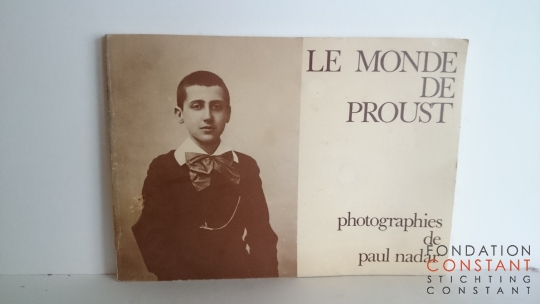 LE MONDE
DE
PROUST
photographies
de
paul nadar
FONDATION
CONSTANT
STICHTING
CONSTANT